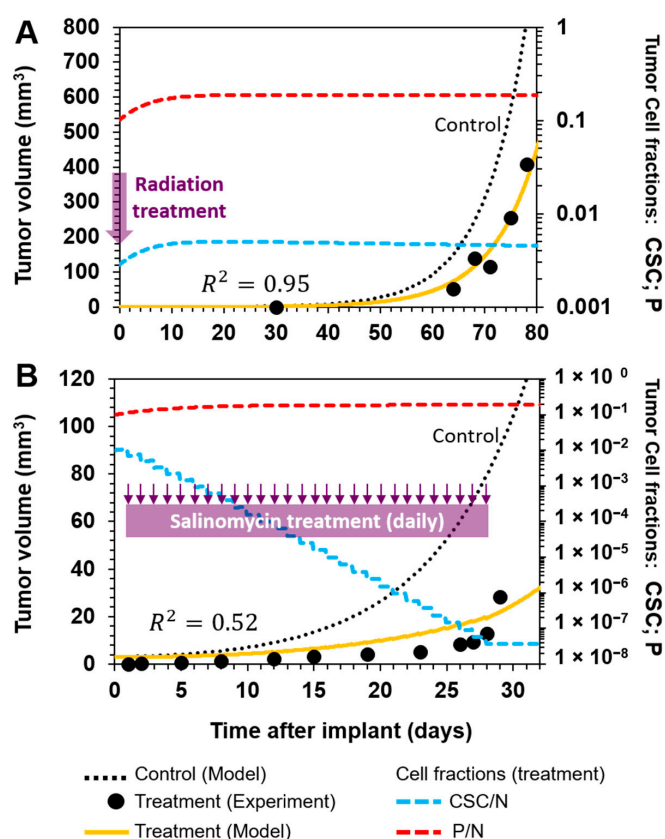 A
800
700
600
500
400
300
200
100
0
Tumor volume (mm³)
Radiation
treatment
Control
R² = 0.95
1
0.1
0.01
0.001
Tumor Cell
fractions: CSC; P
0 10 20 30 40 50 60 70 80
B
120
100
80
60
40
20
0
Tumor volume (mm³)
Control
Salinomycin treatment (daily)
R² = 0.52
1 × 10⁰
1 × 10⁻¹
1 × 10⁻²
1 × 10⁻³
1 × 10⁻⁴
1 × 10⁻⁵
1 × 10⁻⁶
1 × 10⁻⁷
1 × 10⁻⁸
Tumor Cell
fractions: CSC; P
0 5 10 15 20 25 30
Time after implant (days)
Control (Model)
Treatment (Experiment)
Treatment (Model)
Cell fractions (treatment)
CSC/N
P/N